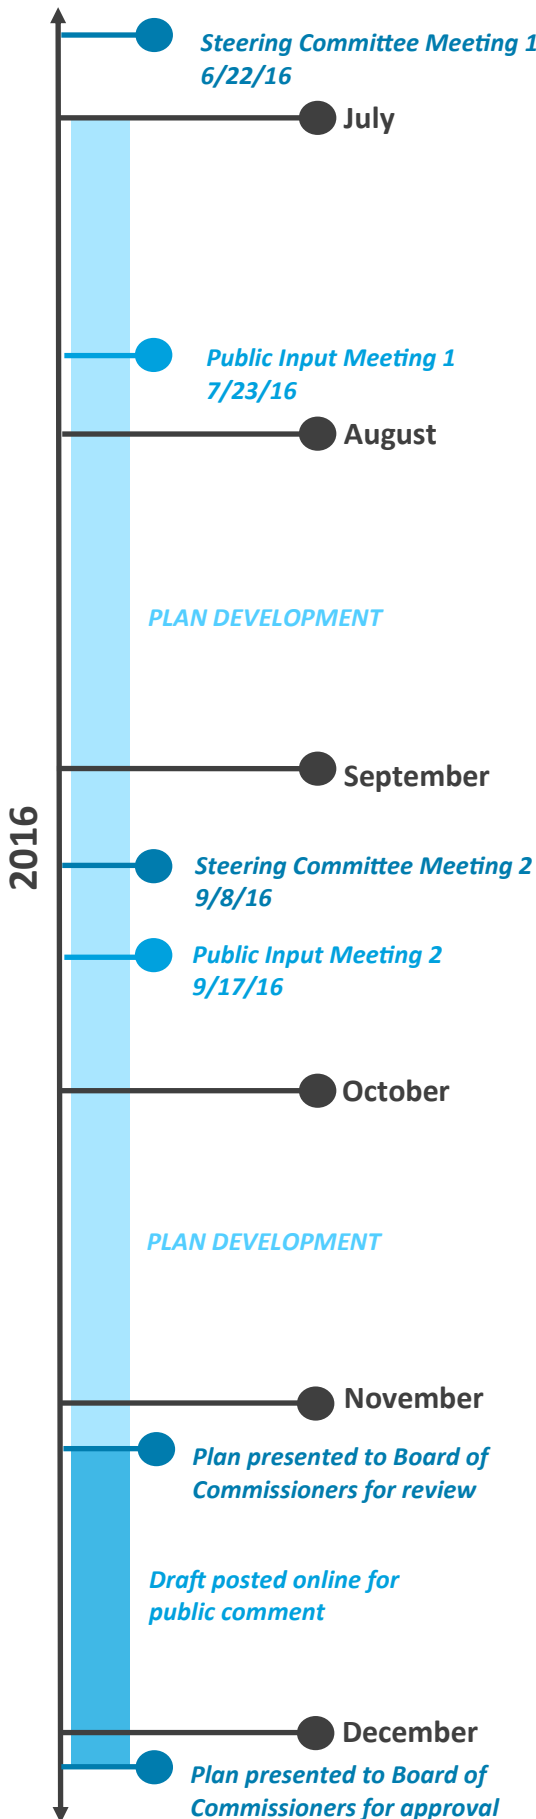 Steering Committee Meeting 1
6/22/16
July
Public Input Meeting 1
7/23/16
August
PLAN DEVELOPMENT
September
2016
Steering Committee Meeting 2
9/8/16
Public Input Meeting 2
9/17/16
October
PLAN DEVELOPMENT
November
Plan presented to Board of
Commissioners for review
Draft posted online for
public comment
December
Plan presented to Board of
Commissioners for approval